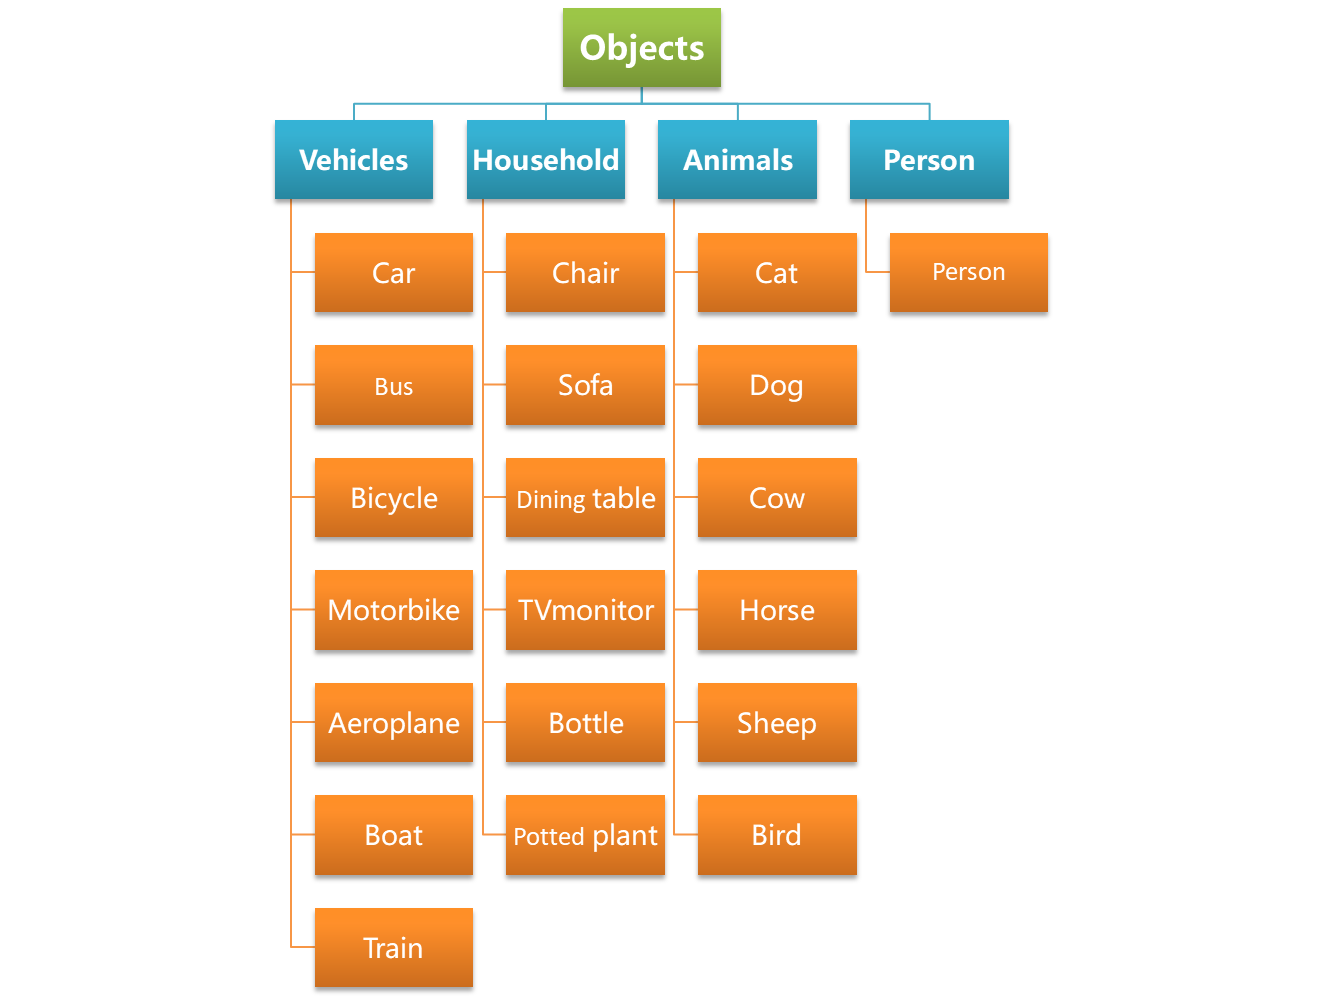 Objects
Vehicles
Household
Animals
Person
Car
Chair
Cat
Person
Bus
Sofa
Dog
Bicycle
Dining table
Cow
Motorbike
TVmonitor
Horse
Aeroplane
Bottle
Sheep
Boat
Potted plant
Bird
Train